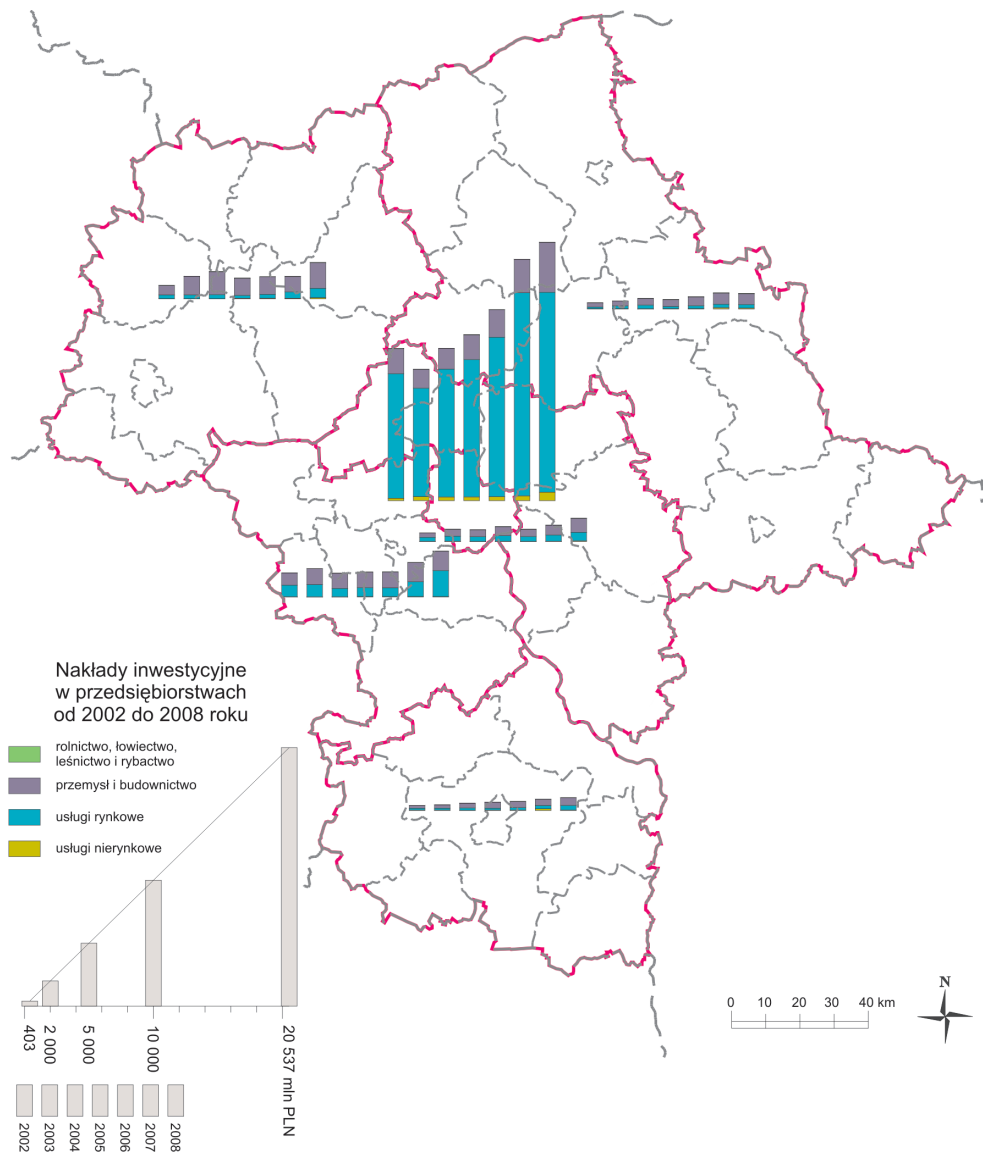 Nakłady inwestycyjne
w przedsiębiorstwach
od 2002 do 2008 roku
rolnictwo, łowiectwo,
leśnictwo i rybactwo
przemysł i budownictwo
usługi rynkowe
usługi nierynkowe
403
2 000
5 000
10 000
20 537 mln PLN
2002
2003
2004
2005
2006
2007
2008
N
0 10 20 30 40 km